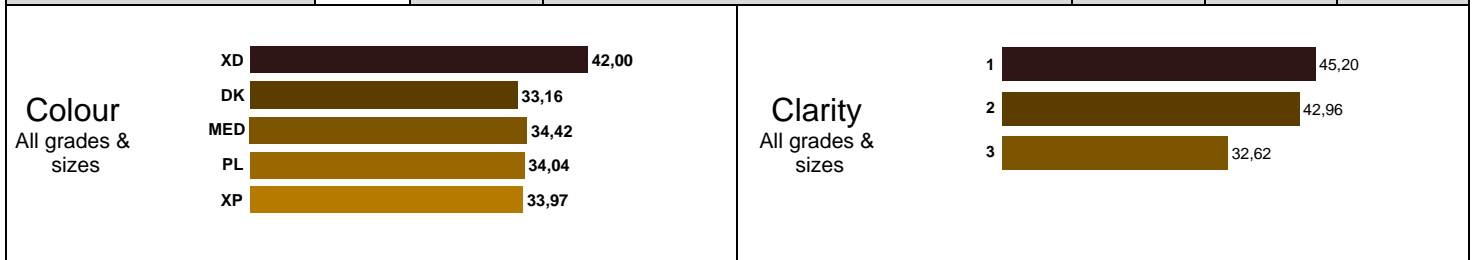 Colour
All grades &
sizes
XD 42,00
DK 33,16
MED 34,42
PL 34,04
XP 33,97
Clarity
All grades &
sizes
1 45,20
2 42,96
3 32,62